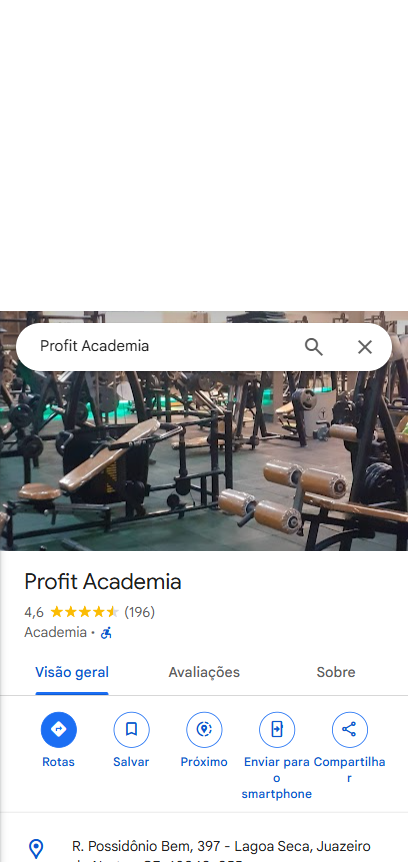 Profit Academia
Profit Academia
4,6 (196)
Academia ·
Visão geral Avaliações Sobre
Rotas Salvar Próximo Enviar para o smartphone Compartilhar
R. Possidônio Bem, 397 - Lagoa Seca, Juazeiro